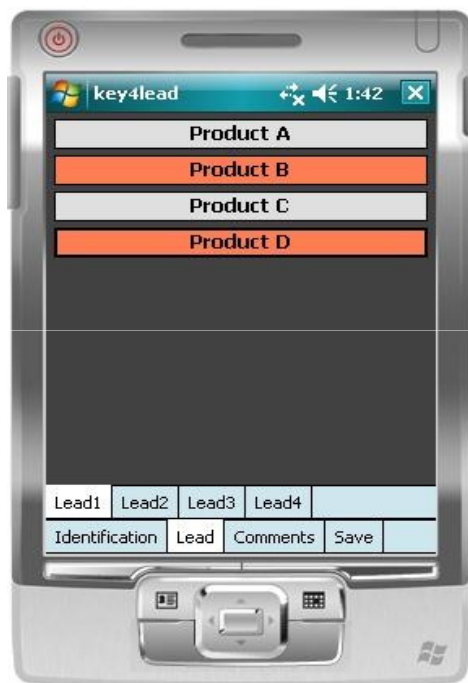 key4lead 1:42
Product A
Product B
Product C
Product D
Lead1 Lead2 Lead3 Lead4
Identification Lead Comments Save